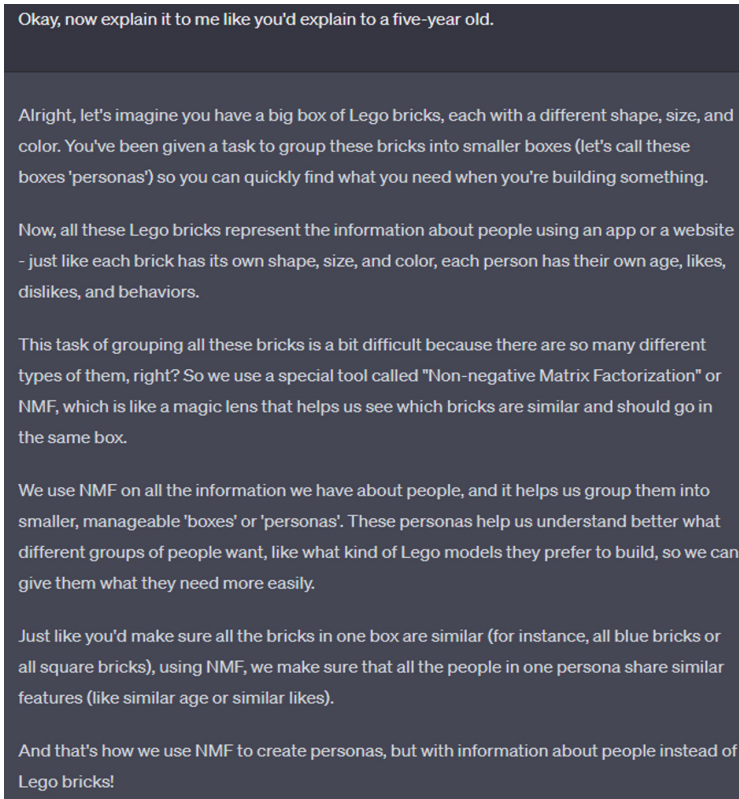 Okay, now explain it to me like you'd explain to a five-year old.
Alright, let's imagine you have a big box of Lego bricks, each with a different shape, size, and
color. You've been given a task to group these bricks into smaller boxes (let's call these
boxes 'personas') so you can quickly find what you need when you're building something.
Now, all these Lego bricks represent the information about people using an app or a website
- just like each brick has its own shape, size, and color, each person has their own age, likes,
dislikes, and behaviors.
This task of grouping all these bricks is a bit difficult because there are so many different
types of them, right? So we use a special tool called "Non-negative Matrix Factorization" or
NMF, which is like a magic lens that helps us see which bricks are similar and should go in
the same box.
We use NMF on all the information we have about people, and it helps us group them into
smaller, manageable 'boxes' or 'personas'. These personas help us understand better what
different groups of people want, like what kind of Lego models they prefer to build, so we can
give them what they need more easily.
Just like you'd make sure all the bricks in one box are similar (for instance, all blue bricks or
all square bricks), using NMF, we make sure that all the people in one persona share similar
features (like similar age or similar likes).
And that's how we use NMF to create personas, but with information about people instead of
Lego bricks!